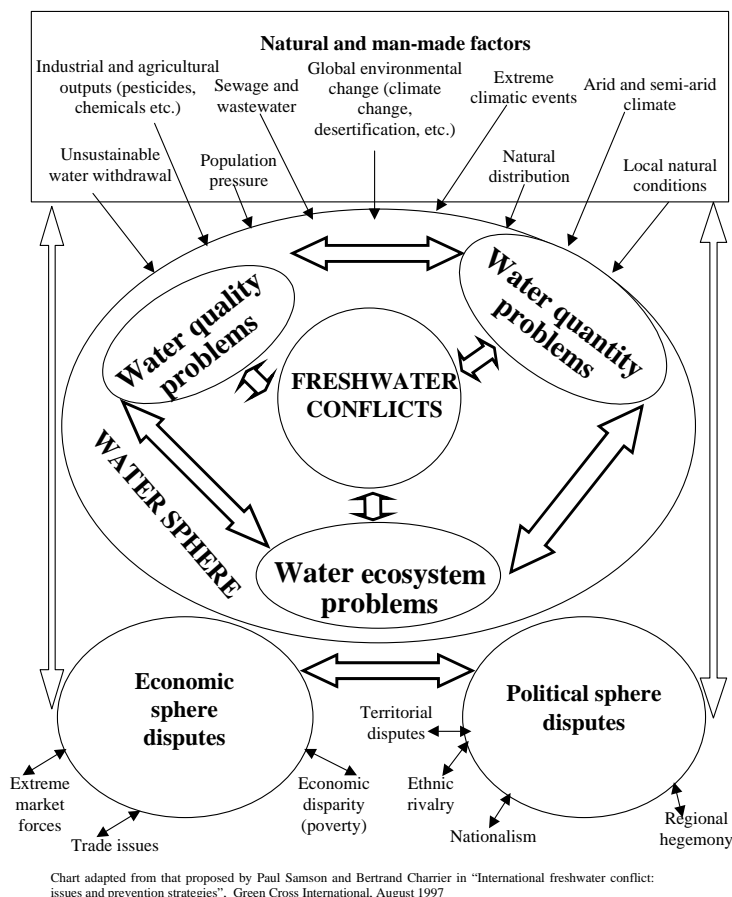 Natural and man-made factors
Industrial and agricultural
outputs (pesticides,
chemicals etc.)
Sewage and
wastewater
Global environmental
change (climate
change,
desertification, etc.)
Extreme
climatic events
Arid and semi-arid
climate
Unsustainable
water withdrawal
Population
pressure
Natural
distribution
Local natural
conditions
Water quality
problems
Water quantity
problems
FRESHWATER
CONFLICTS
WATER SPHERE
Water ecosystem
problems
Economic
sphere
disputes
Political sphere
disputes
Territorial
disputes
Extreme
market
forces
Trade issues
Economic
disparity
(poverty)
Ethnic
rivalry
Nationalism
Regional
hegemony
Chart adapted from that proposed by Paul Samson and Bertrand Charrier in “International freshwater conflict:
issues and prevention strategies”, Green Cross International, August 1997